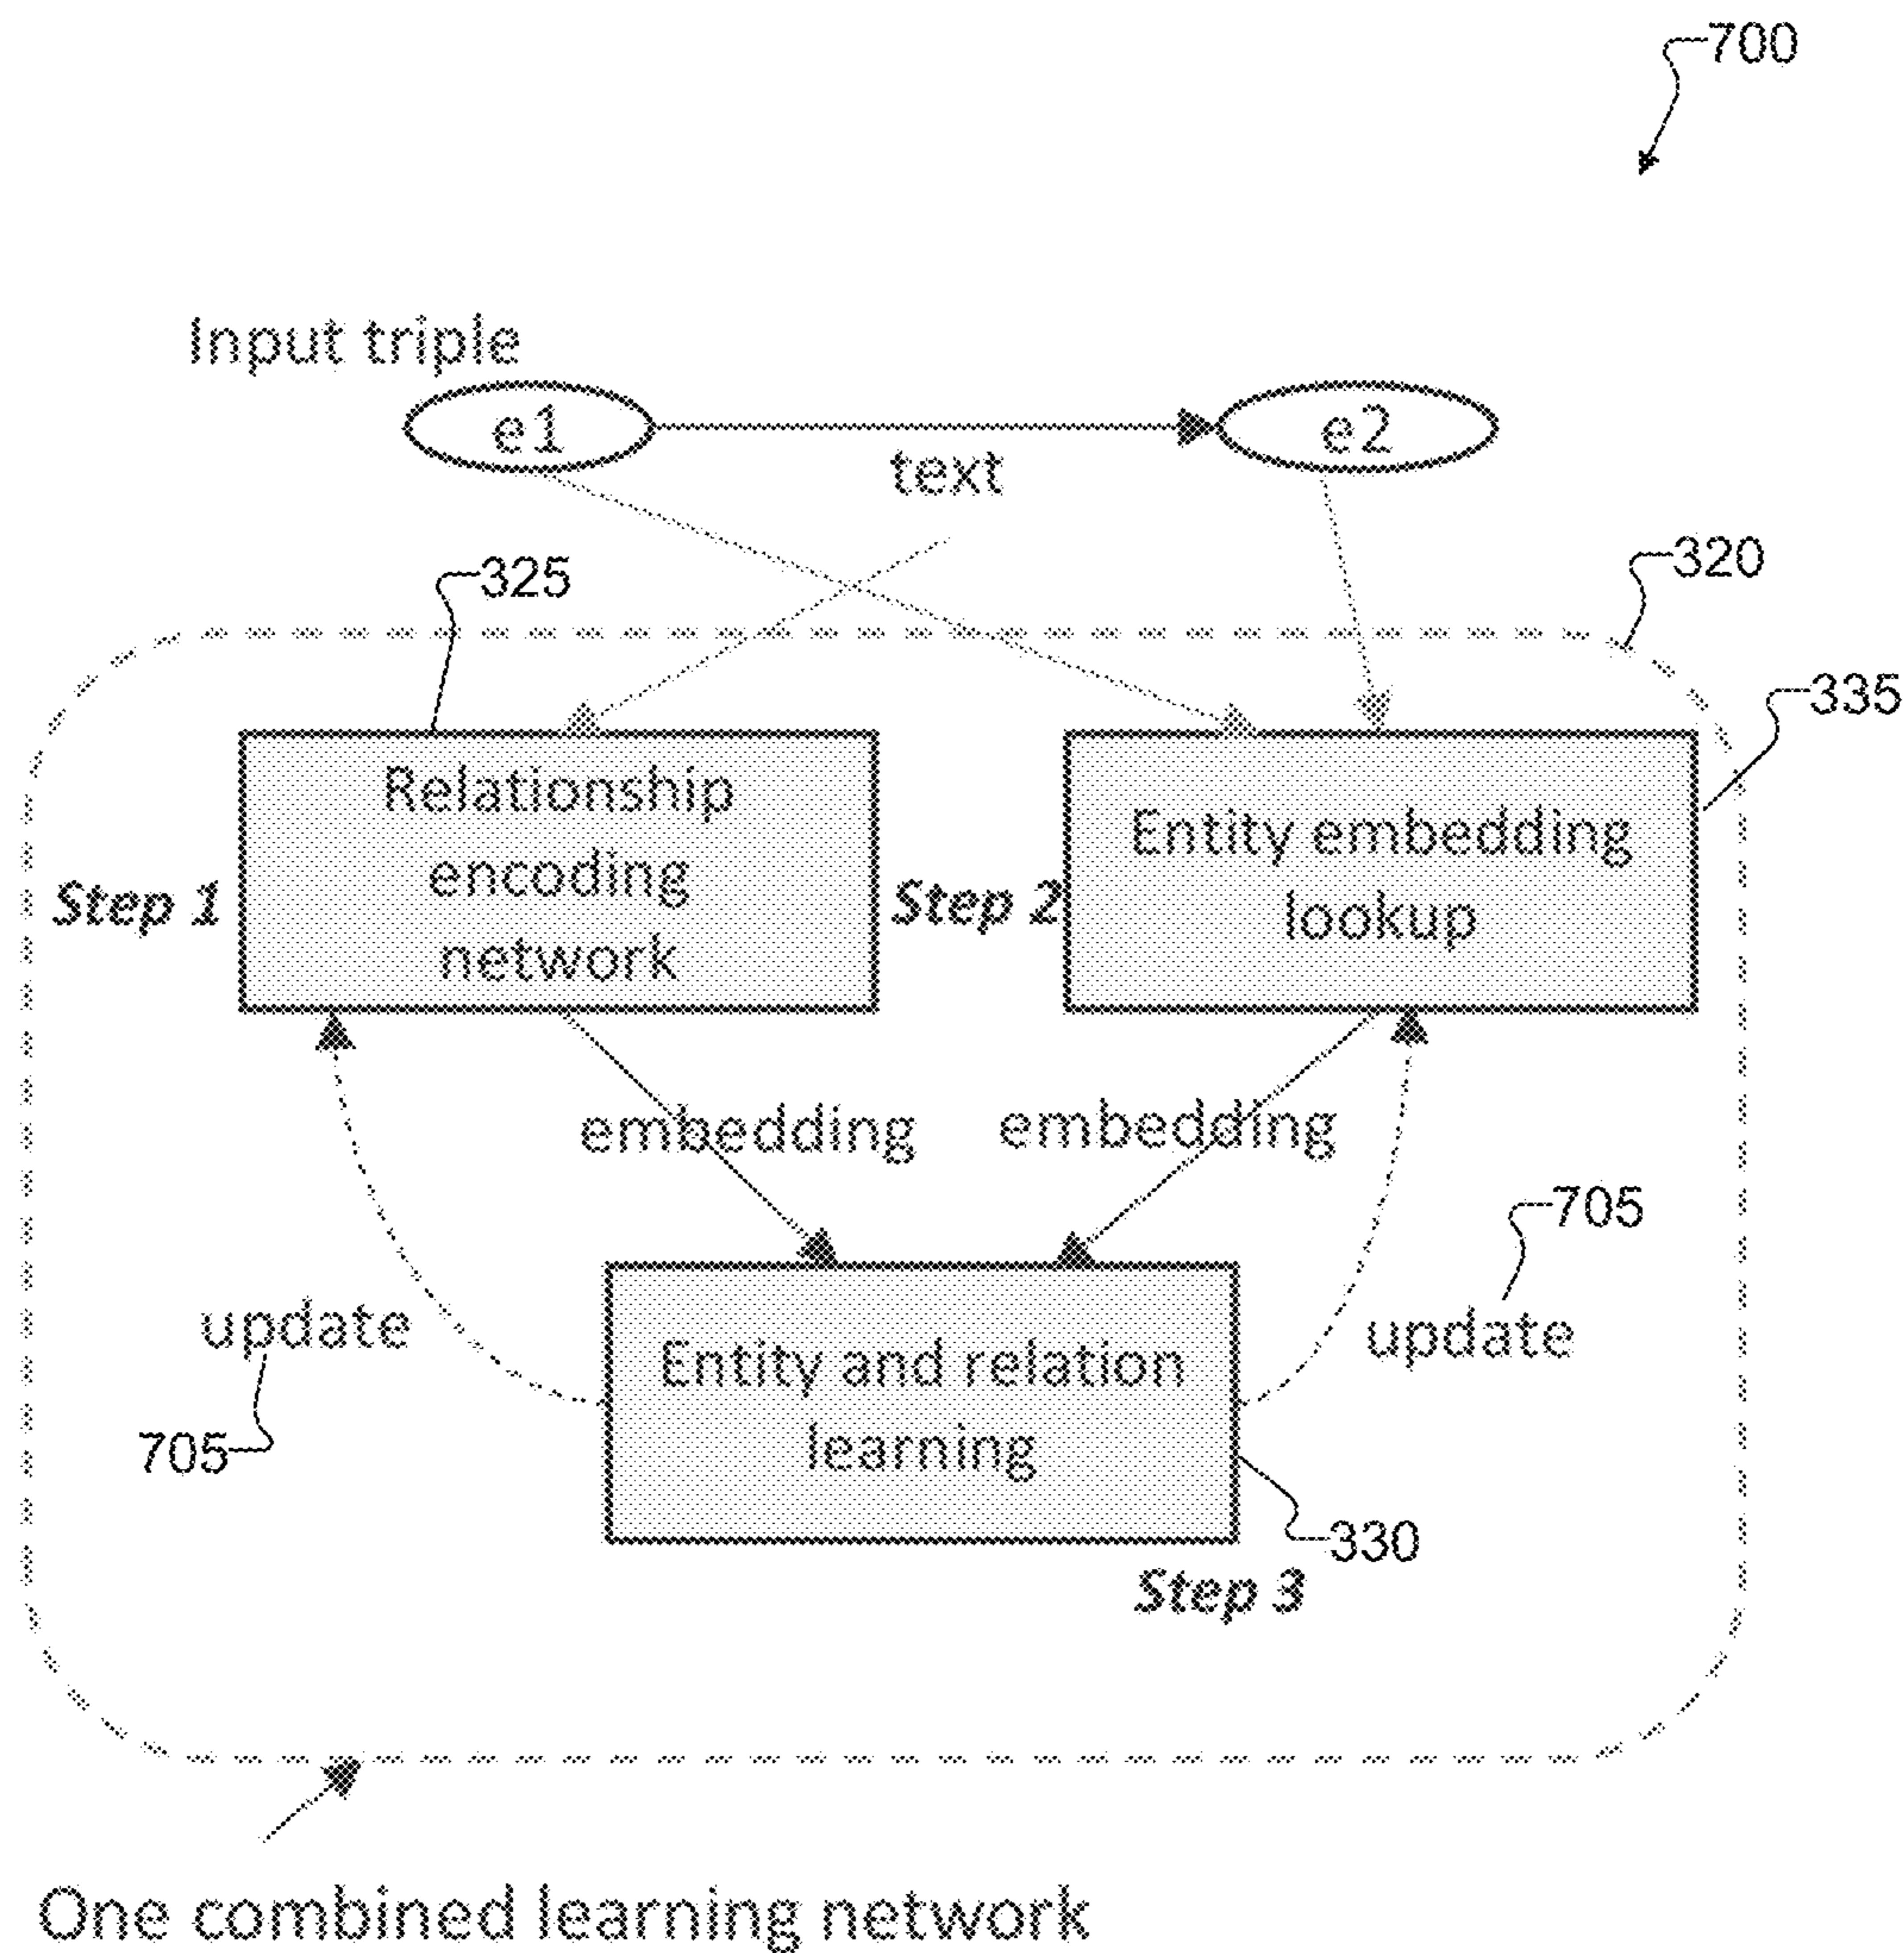 700
Input triple
e1
e2
text
325
320
335
Relationship
encoding
network
Step 1
Entity embedding
lookup
Step 2
embedding
embedding
705
update
update
705
Entity and relation
learning
330
Step 3
One combined learning network